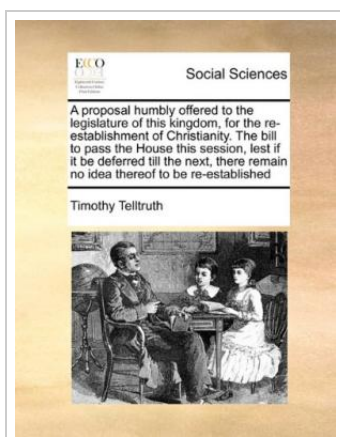 ECCO
Social Sciences
A proposal humbly offered to the
legislature of this kingdom, for the re-
establishment of Christianity. The bill
to pass the House this session, lest if
it be deferred till the next, there remain
no idea thereof to be re-established
Timothy Telltruth